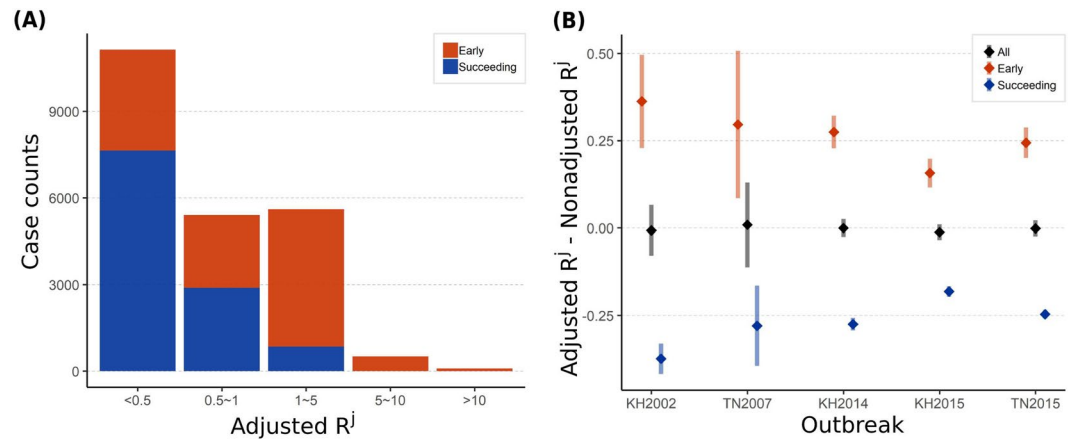 (A)
Case counts
9000
6000
3000
0
<0.5
0.5~1
1~5
5~10
>10
Adjusted R^j
Early
Succeeding
(B)
Adjusted R^j - Nonadjusted R^j
0.50
0.25
0.00
-0.25
KH2002
TN2007
KH2014
KH2015
TN2015
Outbreak
All
Early
Succeeding